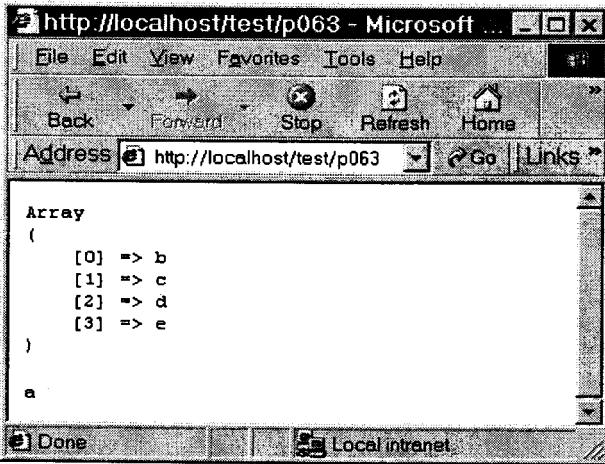 http://localhost/test/p063 - Microsoft ...
File Edit View Favorites Tools Help
Back Forward Stop Refresh Home »
Address http://localhost/test/p063 Go Links »
Array
(
[0] => b
[1] => c
[2] => d
[3] => e
)
a
Done Local intranet